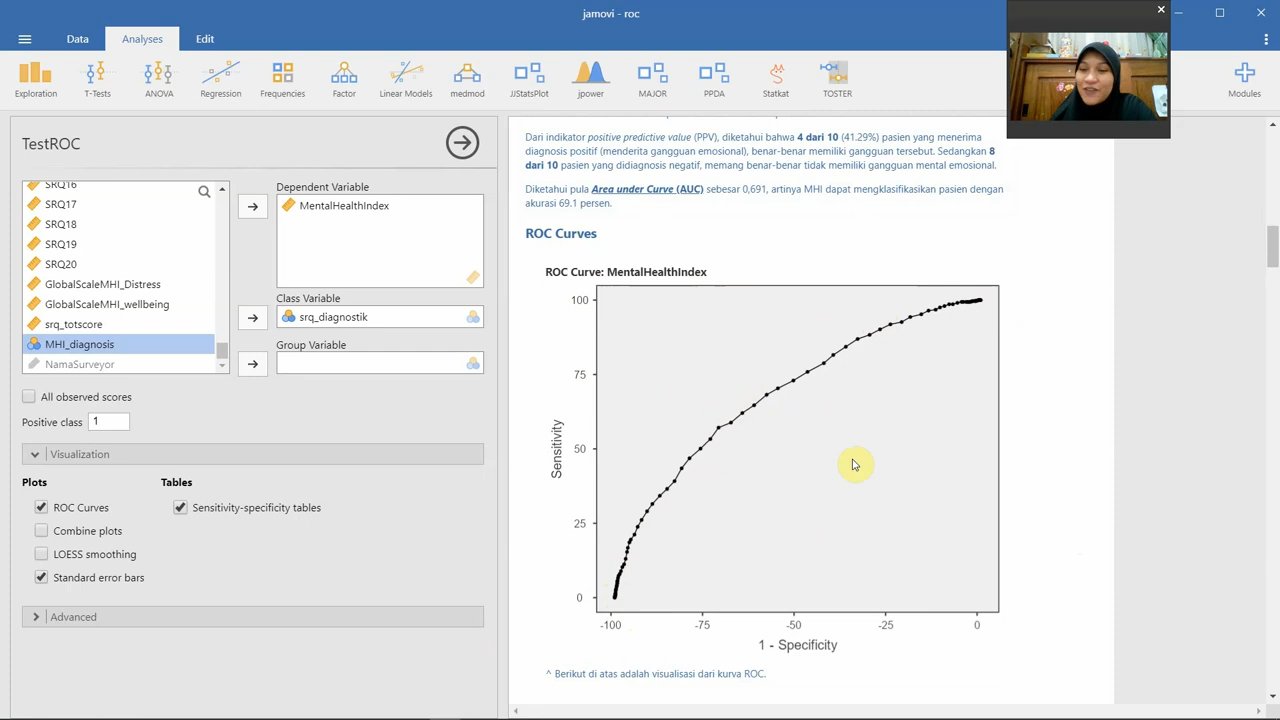 jamovi - roc
Data
Analyses
Edit
Exploration
T-Tests
ANOVA
Regression
Frequencies
Factor
Linear Models
medmod
JJStatsPlot
jpower
MAJOR
PPDA
Statkat
TOSTER
Modules
TestROC
SRQ16
SRQ17
SRQ18
SRQ19
SRQ20
GlobalScaleMHI_Distress
GlobalScaleMHI_wellbeing
srq_totscore
MHI_diagnosis
NamaSurveyor
Dependent Variable
MentalHealthIndex
Class Variable
srq_diagnostik
Group Variable
All observed scores
Positive class 1
Visualization
Plots
ROC Curves
Combine plots
LOESS smoothing
Standard error bars
Tables
Sensitivity-specificity tables
Advanced
Dari indikator positive predictive value (PPV), diketahui bahwa 4 dari 10 (41.29%) pasien yang menerima
diagnosis positif (menderita gangguan emosional), benar-benar memiliki gangguan tersebut. Sedangkan 8
dari 10 pasien yang didiagnosis negatif, memang benar-benar tidak memiliki gangguan mental emosional.
Diketahui pula Area under Curve (AUC) sebesar 0,691, artinya MHI dapat mengklasifikasikan pasien dengan
akurasi 69.1 persen.
ROC Curves
ROC Curve: MentalHealthIndex
100
75
50
25
0
Sensitivity
-100 -75 -50 -25 0
1 - Specificity
^ Berikut di atas adalah visualisasi dari kurva ROC.